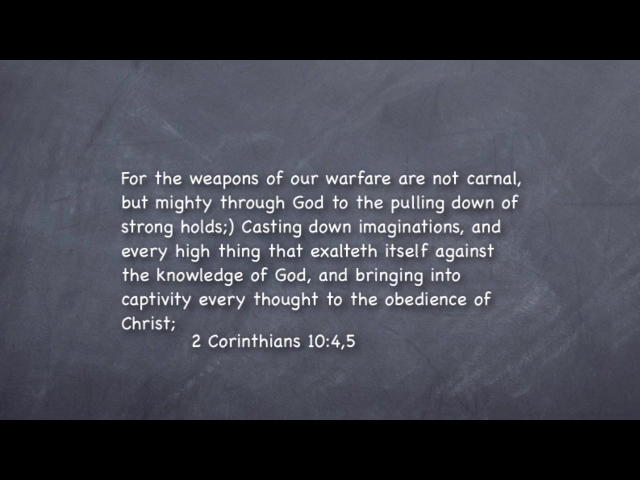 For the weapons of our warfare are not carnal,
but mighty through God to the pulling down of
strong holds;) Casting down imaginations, and
every high thing that exalteth itself against
the knowledge of God, and bringing into
captivity every thought to the obedience of
Christ;
2 Corinthians 10:4,5